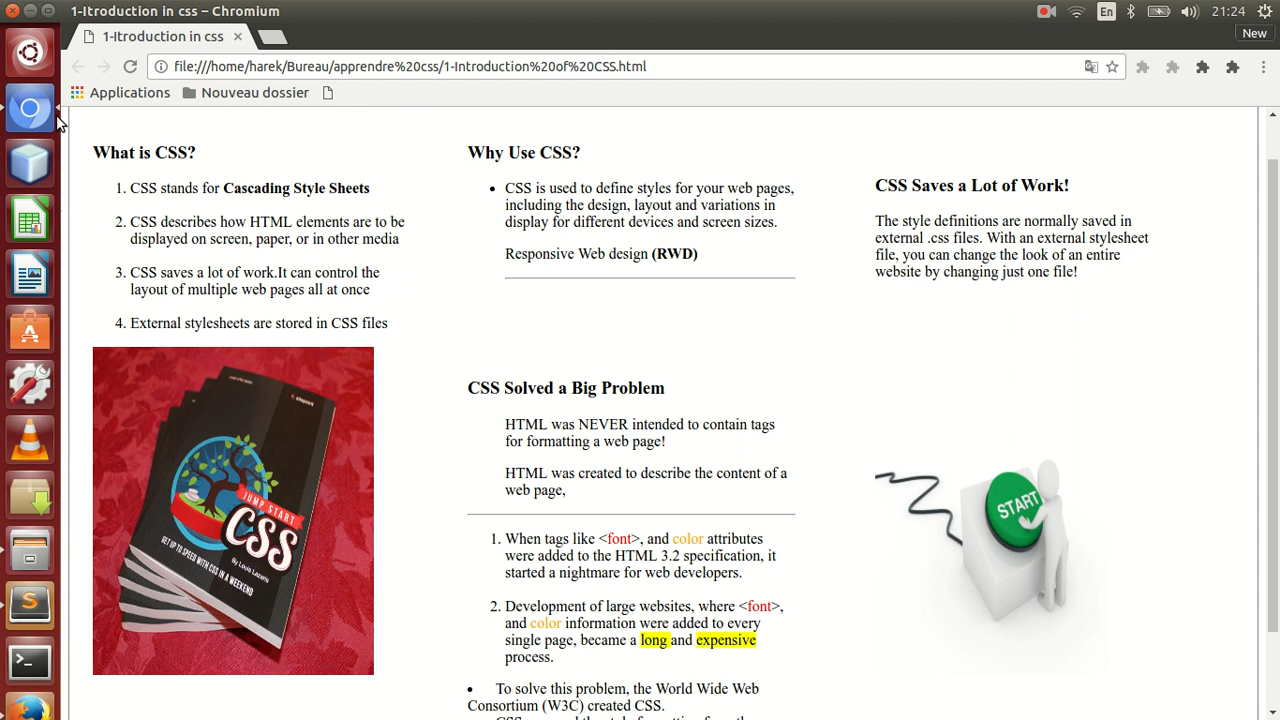 1-Itroduction in css – Chromium
En
21:24
1-Itroduction in css
New
file:///home/harek/Bureau/apprendre%20css/1-Introduction%20of%20CSS.html
Applications
Nouveau dossier
What is CSS?
1. CSS stands for Cascading Style Sheets
2. CSS describes how HTML elements are to be
displayed on screen, paper, or in other media
3. CSS saves a lot of work.It can control the
layout of multiple web pages all at once
4. External stylesheets are stored in CSS files
JUMP START
CSS
By Louis Lazaris
GET UP TO SPEED WITH CSS IN A WEEKEND
Why Use CSS?
• CSS is used to define styles for your web pages,
including the design, layout and variations in
display for different devices and screen sizes.
Responsive Web design (RWD)
CSS Solved a Big Problem
HTML was NEVER intended to contain tags
for formatting a web page!
HTML was created to describe the content of a
web page,
1. When tags like <font>, and color attributes
were added to the HTML 3.2 specification, it
started a nightmare for web developers.
2. Development of large websites, where <font>,
and color information were added to every
single page, became a long and expensive
process.
• To solve this problem, the World Wide Web
Consortium (W3C) created CSS.
CSS Saves a Lot of Work!
The style definitions are normally saved in
external .css files. With an external stylesheet
file, you can change the look of an entire
website by changing just one file!
START